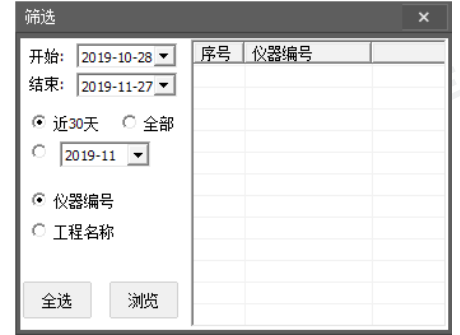 筛选
开始: 2019-10-28
结束: 2019-11-27
近30天 全部
2019-11
仪器编号
工程名称
全选 浏览
序号 仪器编号